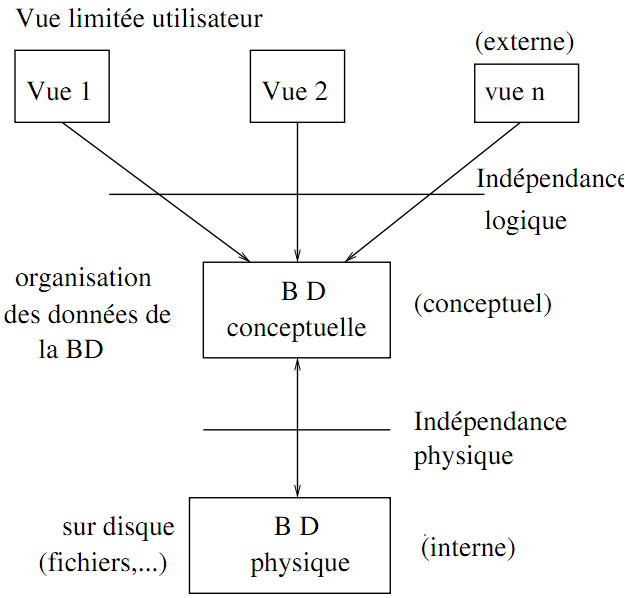 Vue limitée utilisateur
(externe)
Vue 1
Vue 2
vue n
Indépendance
logique
organisation
des données de
la BD
B D
conceptuelle
(conceptuel)
Indépendance
physique
sur disque
(fichiers,...)
B D
physique
(interne)